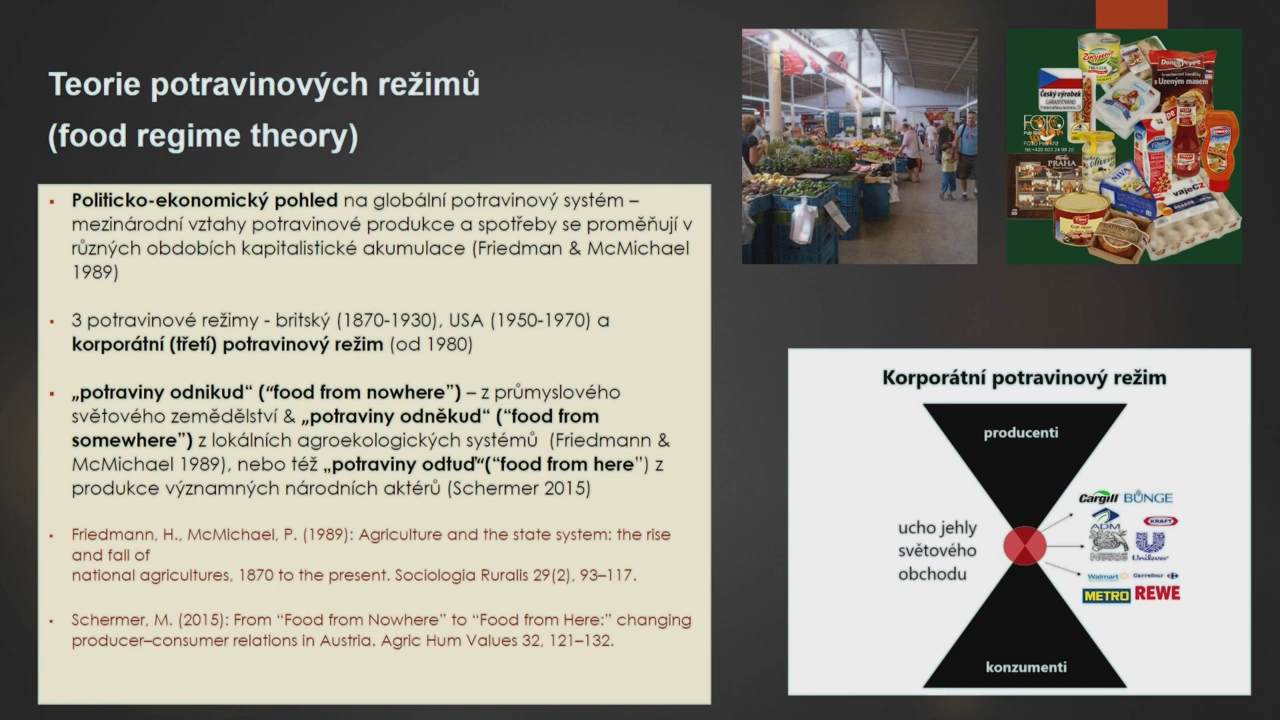 Teorie potravinových režimů
(food regime theory)
Politicko-ekonomický pohled na globální potravinový systém –
mezinárodní vztahy potravinové produkce a spotřeby se proměňují v
různých obdobích kapitalistické akumulace (Friedman & McMichael
1989)
3 potravinové režimy - britský (1870-1930), USA (1950-1970) a
korporátní (třetí) potravinový režim (od 1980)
„potraviny odnikud“ (“food from nowhere”) – z průmyslového
světového zemědělství & „potraviny odněkud“ (“food from
somewhere”) z lokálních agroekologických systémů (Friedmann &
McMichael 1989), nebo též „potraviny odtuď“(“food from here”) z
produkce významných národních aktérů (Schermer 2015)
Friedmann, H., McMichael, P. (1989): Agriculture and the state system: the rise
and fall of
national agricultures, 1870 to the present. Sociologia Ruralis 29(2), 93–117.
Schermer, M. (2015): From “Food from Nowhere” to “Food from Here:” changing
producer–consumer relations in Austria. Agric Hum Values 32, 121–132.
Český výrobek
GARANTOVÁNO
FOTO
PRAHA
NIVA
vajeCZ
s Uzeným masem
Korporátní potravinový režim
producenti
ucho jehly
světového
obchodu
Cargill BUNGE
ADM KRAFT
Nestlé Unilever
Walmart Carrefour
METRO REWE
konzumenti